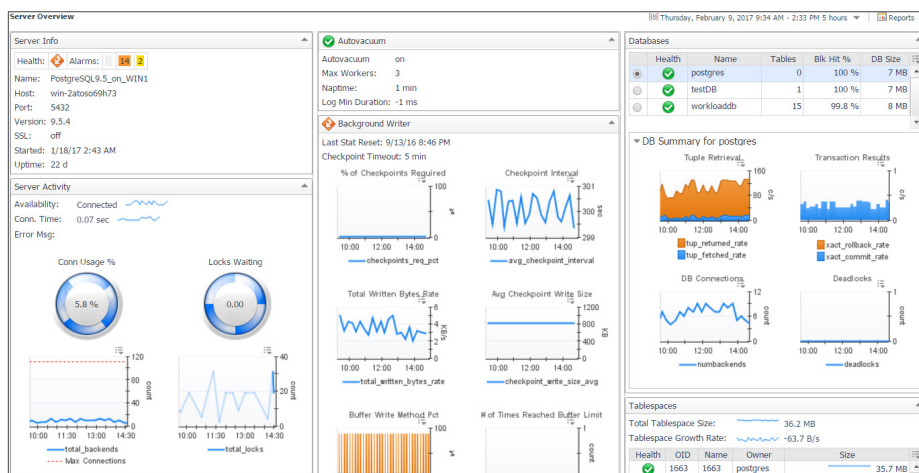 Server Overview
Thursday, February 9, 2017 9:34 AM - 2:33 PM 5 hours
Reports
Server Info
Health: Alarms: 14 2
Name: PostgreSQL9.5_on_WIN1
Host: win-2atoso69h73
Port: 5432
Version: 9.5.4
SSL: off
Started: 1/18/17 2:43 AM
Uptime: 22 d
Server Activity
Availability: Connected
Conn. Time: 0.07 sec
Error Msg:
Conn Usage %
Locks Waiting
5.8 %
0.00
120
80
40
0
count
10:00 11:30 13:00 14:30
total_backends
Max Connections
40
20
0
count
10:00 11:30 13:00 14:30
total_locks
Autovacuum
Autovacuum on
Max Workers: 3
Naptime: 1 min
Log Min Duration: -1 ms
Background Writer
Last Stat Reset: 9/13/16 8:46 PM
Checkpoint Timeout: 5 min
% of Checkpoints Required
100
%
0
10:00 12:00 14:00
checkpoints_req_pct
Checkpoint Interval
301
300
299
sec
10:00 12:00 14:00
avg_checkpoint_interval
Total Written Bytes Rate
6
4
2
0
KB/s
10:00 12:00 14:00
total_written_bytes_rate
Avg Checkpoint Write Size
1200
800
400
0
KB
10:00 12:00 14:00
checkpoint_write_size_avg
Buffer Write Method Pct
100
%
# of Times Reached Buffer Limit
1
count
Databases
Health Name Tables Blk Hit % DB Size
postgres 0 100 % 7 MB
testDB 1 100 % 7 MB
workloaddb 15 99.8 % 8 MB
DB Summary for postgres
Tuple Retrieval
160
80
0
c/s
10:00 12:00 14:00
tup_returned_rate
tup_fetched_rate
Transaction Results
1
0
c/s
10:00 12:00 14:00
xact_rollback_rate
xact_commit_rate
DB Connections
12
6
0
count
10:00 12:00 14:00
numbackends
Deadlocks
1
0
count
10:00 12:00 14:00
deadlocks
Tablespaces
Total Tablespace Size: 36.2 MB
Tablespace Growth Rate: -63.7 B/s
Health OID Name Owner Size
1663 1663 postgres 35.7 MB